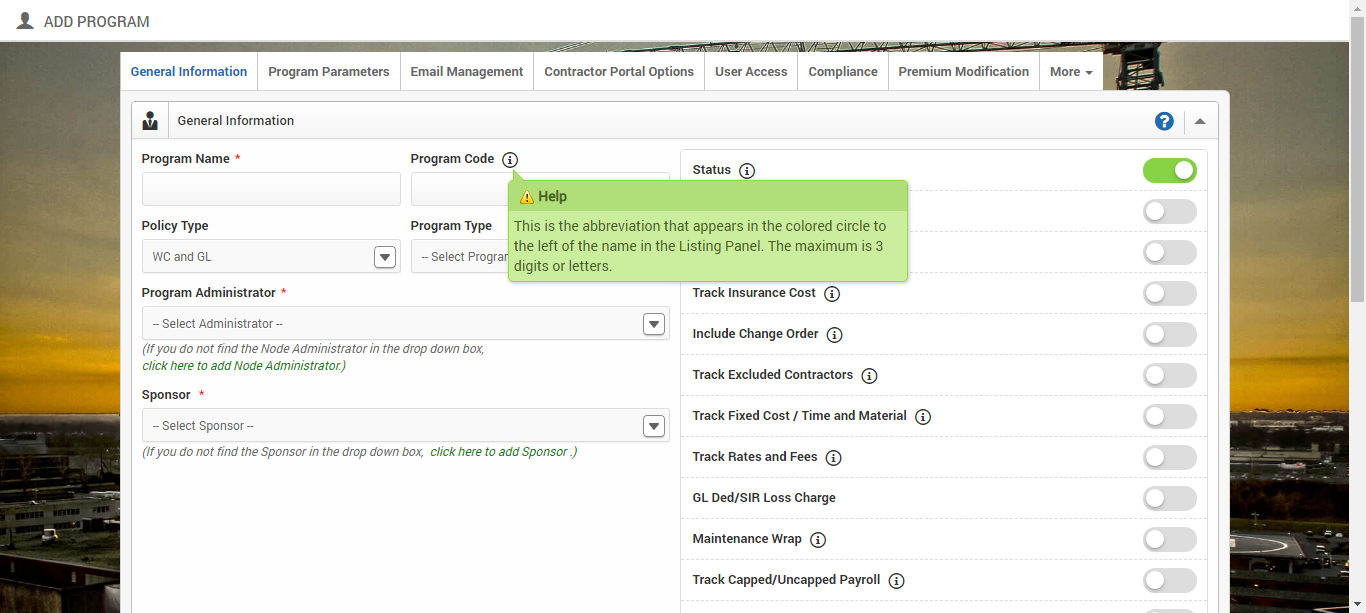 ADD PROGRAM
General Information
Program Parameters
Email Management
Contractor Portal Options
User Access
Compliance
Premium Modification
More
General Information
Program Name *
Program Code
Policy Type
WC and GL
Program Type
-- Select Progra
Help
This is the abbreviation that appears in the colored circle to
the left of the name in the Listing Panel. The maximum is 3
digits or letters.
Program Administrator *
-- Select Administrator --
(If you do not find the Node Administrator in the drop down box,
click here to add Node Administrator.)
Sponsor *
-- Select Sponsor --
(If you do not find the Sponsor in the drop down box, click here to add Sponsor .)
Status
Track Insurance Cost
Include Change Order
Track Excluded Contractors
Track Fixed Cost / Time and Material
Track Rates and Fees
GL Ded/SIR Loss Charge
Maintenance Wrap
Track Capped/Uncapped Payroll